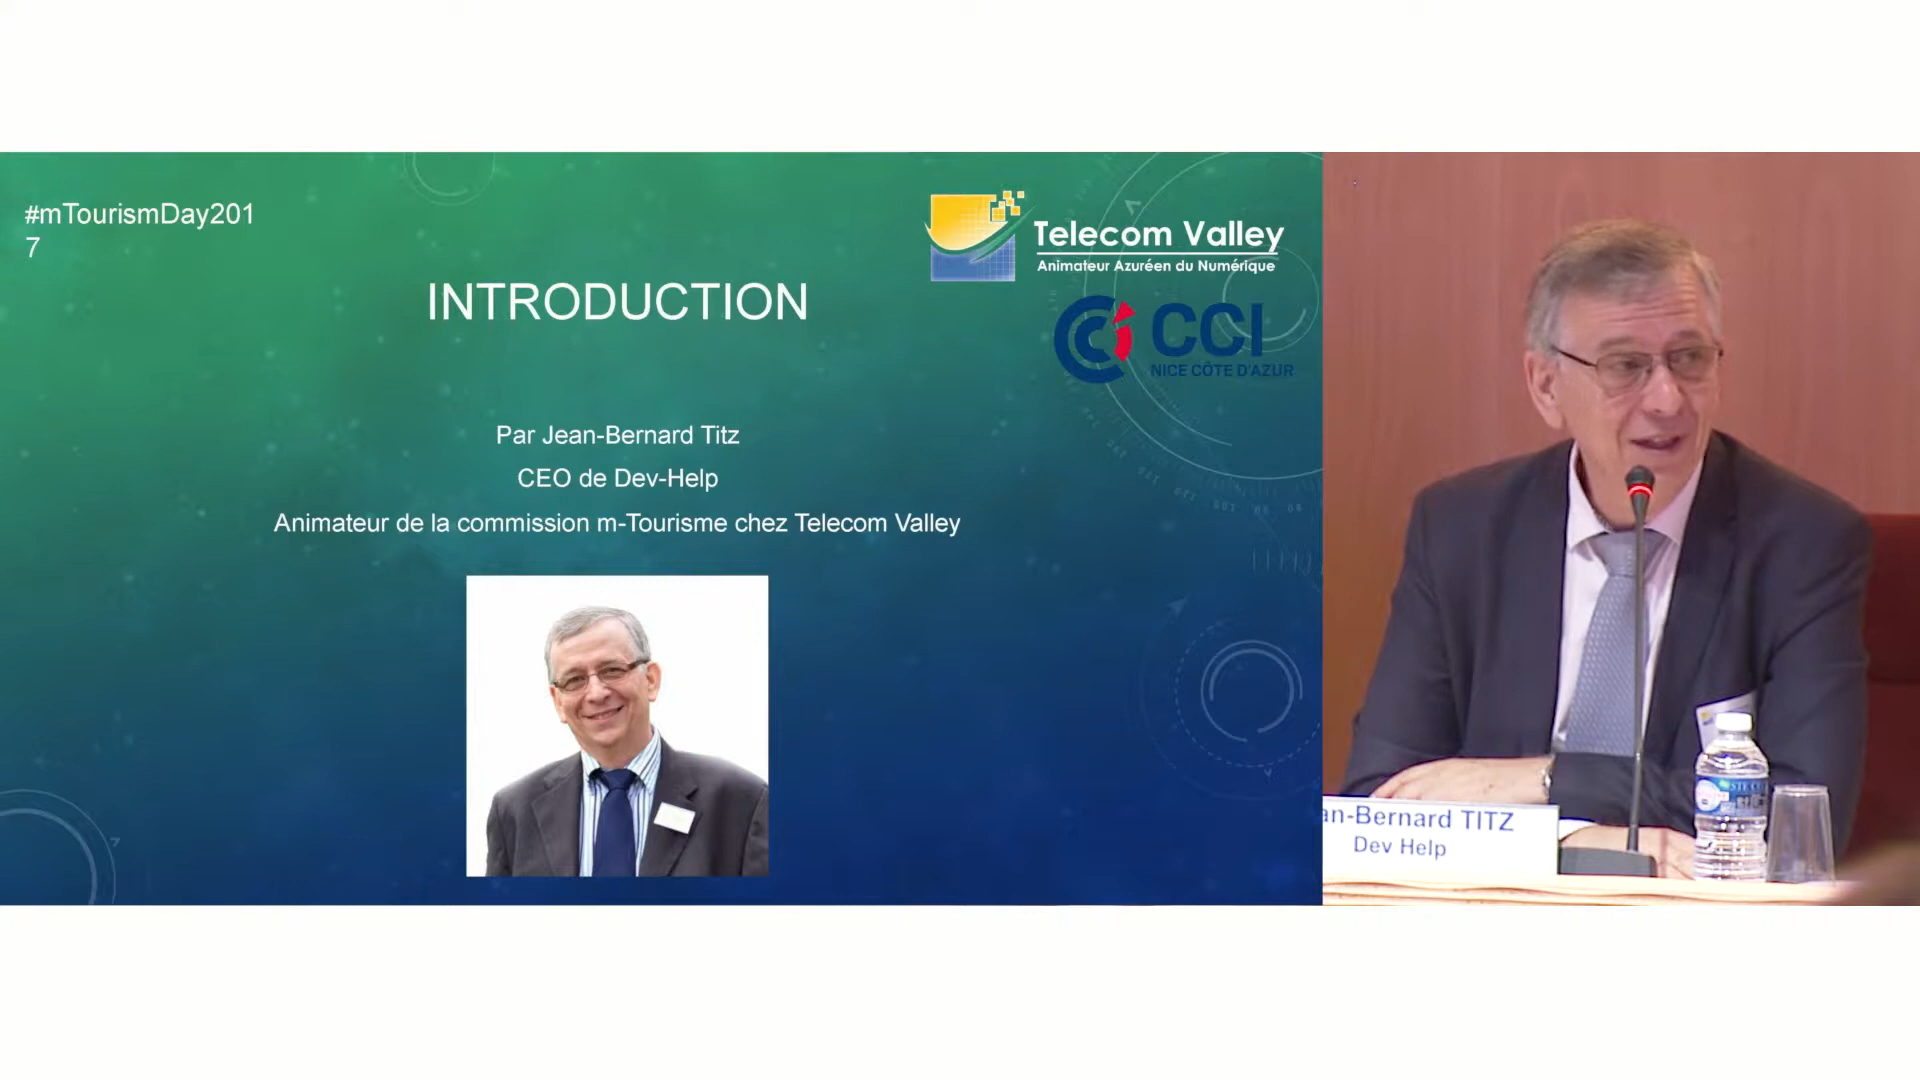 #mTourismDay201
7
INTRODUCTION
Telecom Valley
Animateur Azuréen du Numérique
CCI
NICE CÔTE D'AZUR
Par Jean-Bernard Titz
CEO de Dev-Help
Animateur de la commission m-Tourisme chez Telecom Valley
an-Bernard TITZ
Dev Help